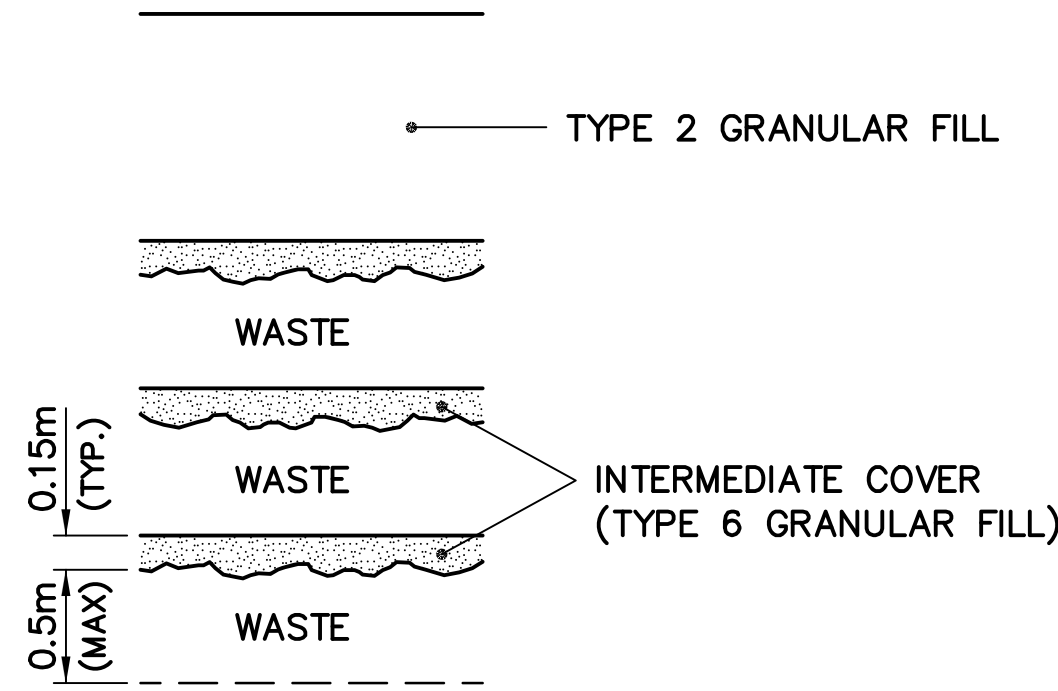 TYPE 2 GRANULAR FILL
WASTE
WASTE
INTERMEDIATE COVER
(TYPE 6 GRANULAR FILL)
0.15m
(TYP.)
WASTE
0.5m
(MAX)